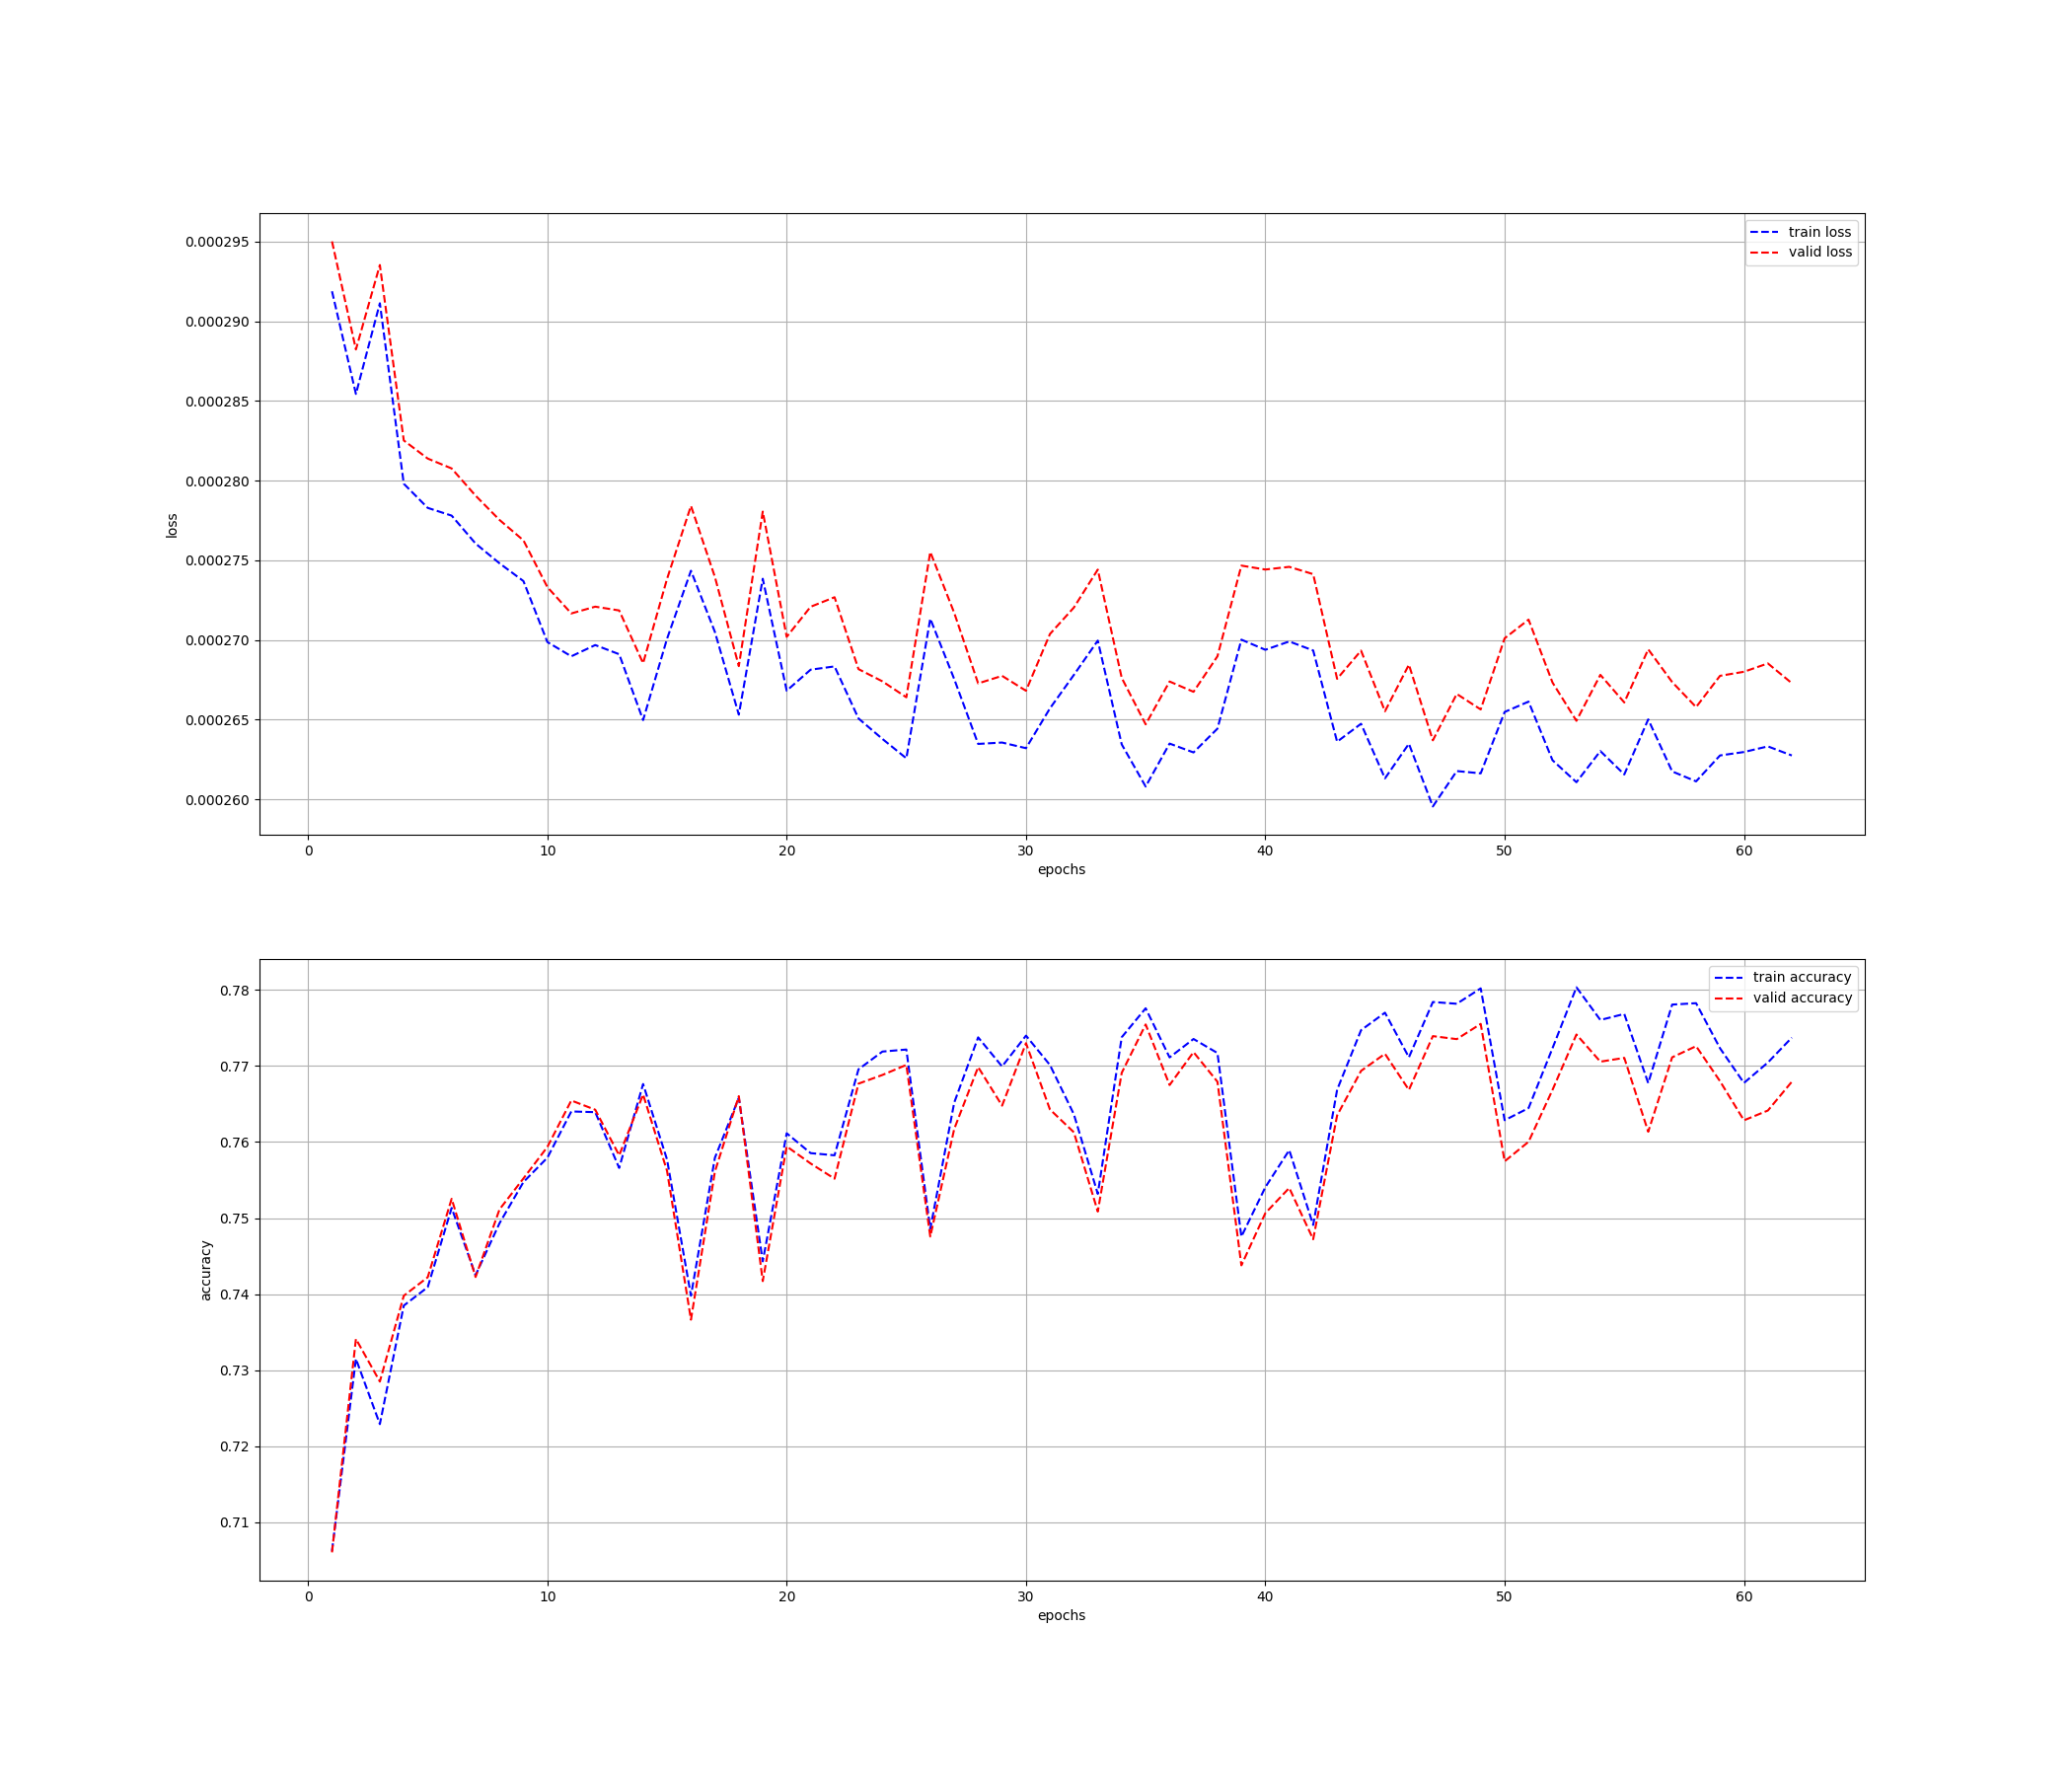 train loss
valid loss
0.000295
0.000290
0.000285
0.000280
0.000275
0.000270
0.000265
0.000260
loss
0 10 20 30 40 50 60
epochs
train accuracy
valid accuracy
0.78
0.77
0.76
0.75
0.74
0.73
0.72
0.71
accuracy
0 10 20 30 40 50 60
epochs